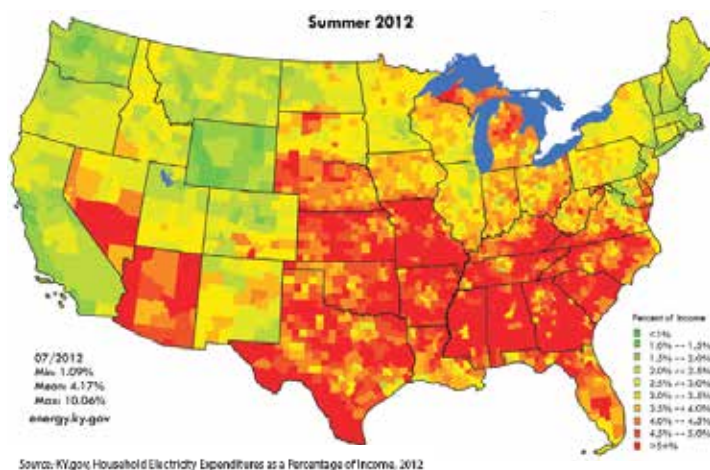 Summer 2012
07/2012
Min: 1.09%
Mean: 4.17%
Max: 10.06%
energy.ky.gov
Percent of Income
<1%
1.0% -- 1.5%
1.5% -- 2.0%
2.0% -- 2.5%
2.5% -- 3.0%
3.0% -- 3.5%
3.5% -- 4.0%
4.0% -- 4.5%
4.5% -- 5.0%
>5+%
Source: KY.gov, Household Electricity Expenditures as a Percentage of Income, 2012